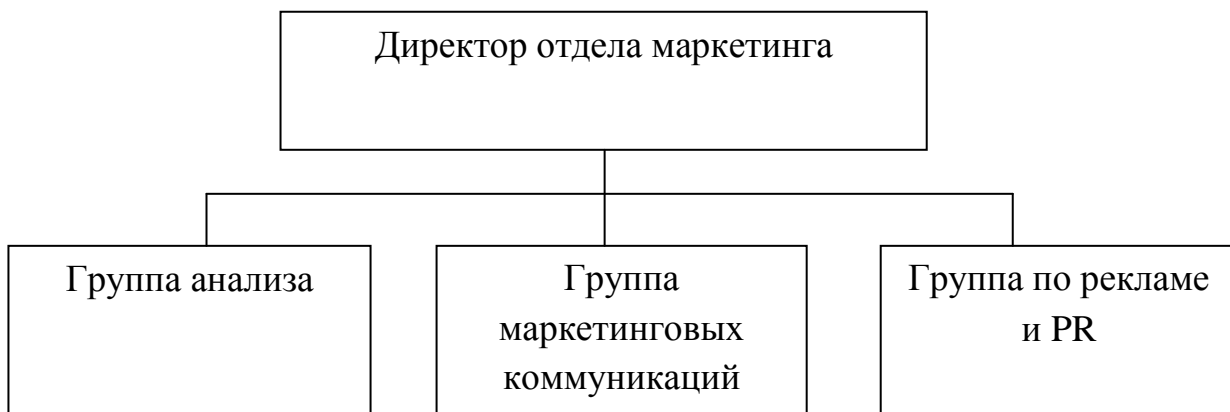 Директор отдела маркетинга
Группа анализа
Группа
маркетинговых
коммуникаций
Группа по рекламе
и PR